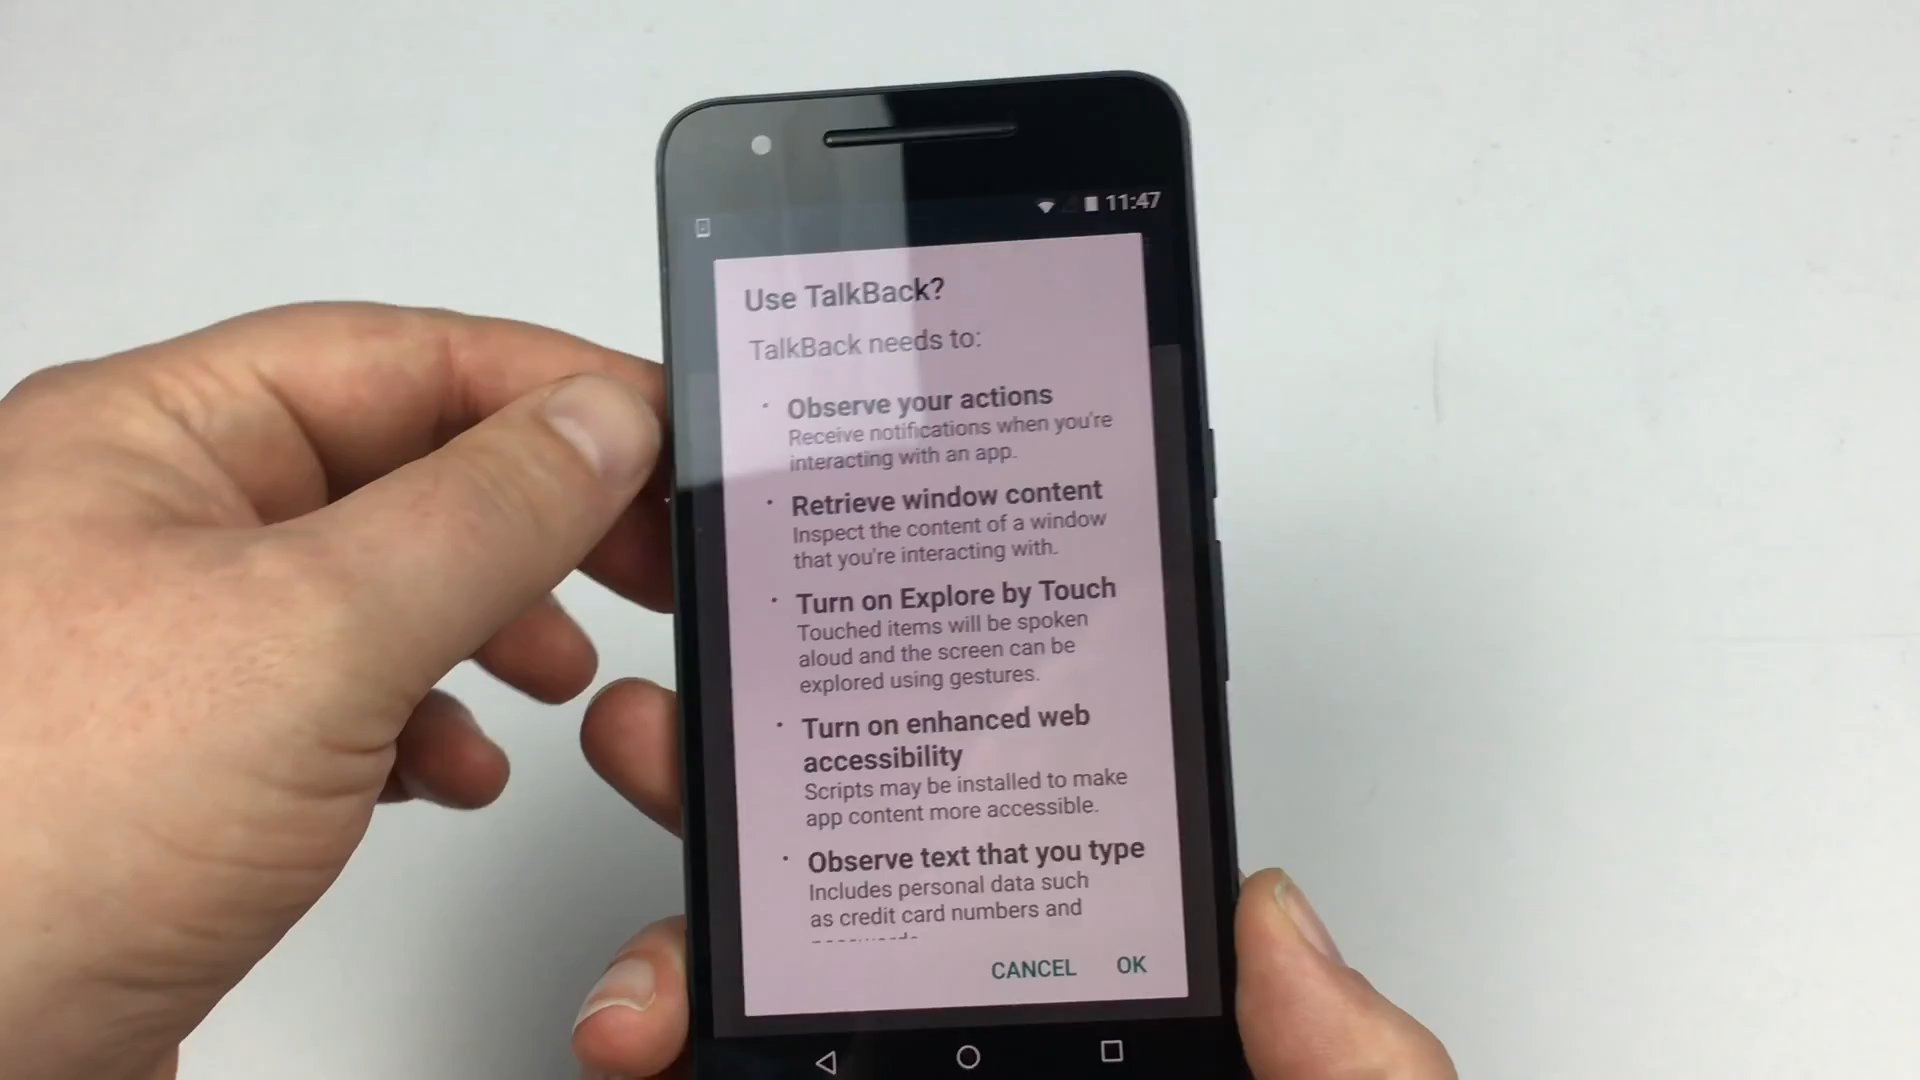 11:47
Use TalkBack?
TalkBack needs to:
Observe your actions
Receive notifications when you're
interacting with an app.
Retrieve window content
Inspect the content of a window
that you're interacting with.
Turn on Explore by Touch
Touched items will be spoken
aloud and the screen can be
explored using gestures.
Turn on enhanced web
accessibility
Scripts may be installed to make
app content more accessible.
Observe text that you type
Includes personal data such
as credit card numbers and
CANCEL OK